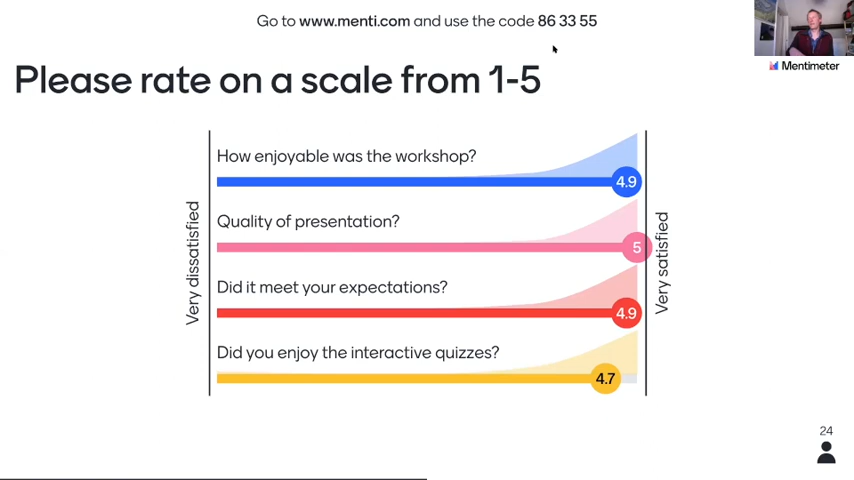 Go to www.menti.com and use the code 86 33 55
Mentimeter
Please rate on a scale from 1-5
Very dissatisfied
How enjoyable was the workshop?
4.9
Quality of presentation?
5
Did it meet your expectations?
4.9
Did you enjoy the interactive quizzes?
4.7
Very satisfied
24